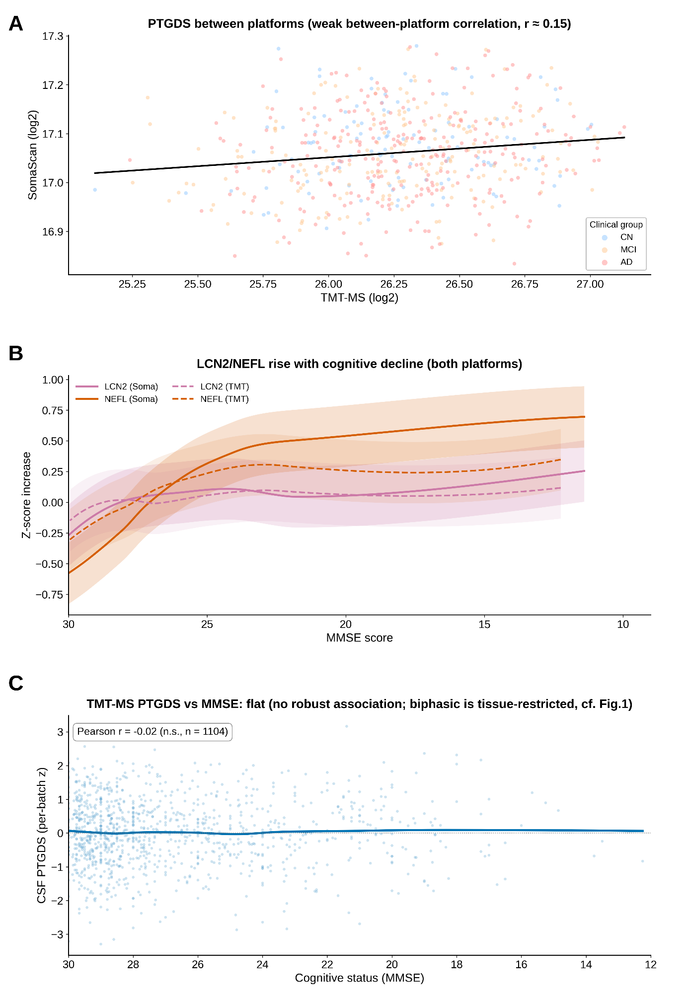 A
PTGDS between platforms (weak between-platform correlation, r ≈ 0.15)
17.3
17.2
17.1
17.0
16.9
SomaScan (log2)
Clinical group
CN
MCI
AD
25.25 25.50 25.75 26.00 26.25 26.50 26.75 27.00
TMT-MS (log2)
B
LCN2/NEFL rise with cognitive decline (both platforms)
LCN2 (Soma) LCN2 (TMT)
NEFL (Soma) NEFL (TMT)
1.00
0.75
0.50
0.25
0.00
−0.25
−0.50
−0.75
Z-score increase
30 25 20 15 10
MMSE score
C
TMT-MS PTGDS vs MMSE: flat (no robust association; biphasic is tissue-restricted, cf. Fig.1)
Pearson r = -0.02 (n.s., n = 1104)
3
2
1
0
−1
−2
−3
CSF PTGDS (per-batch z)
30 28 26 24 22 20 18 16 14 12
Cognitive status (MMSE)